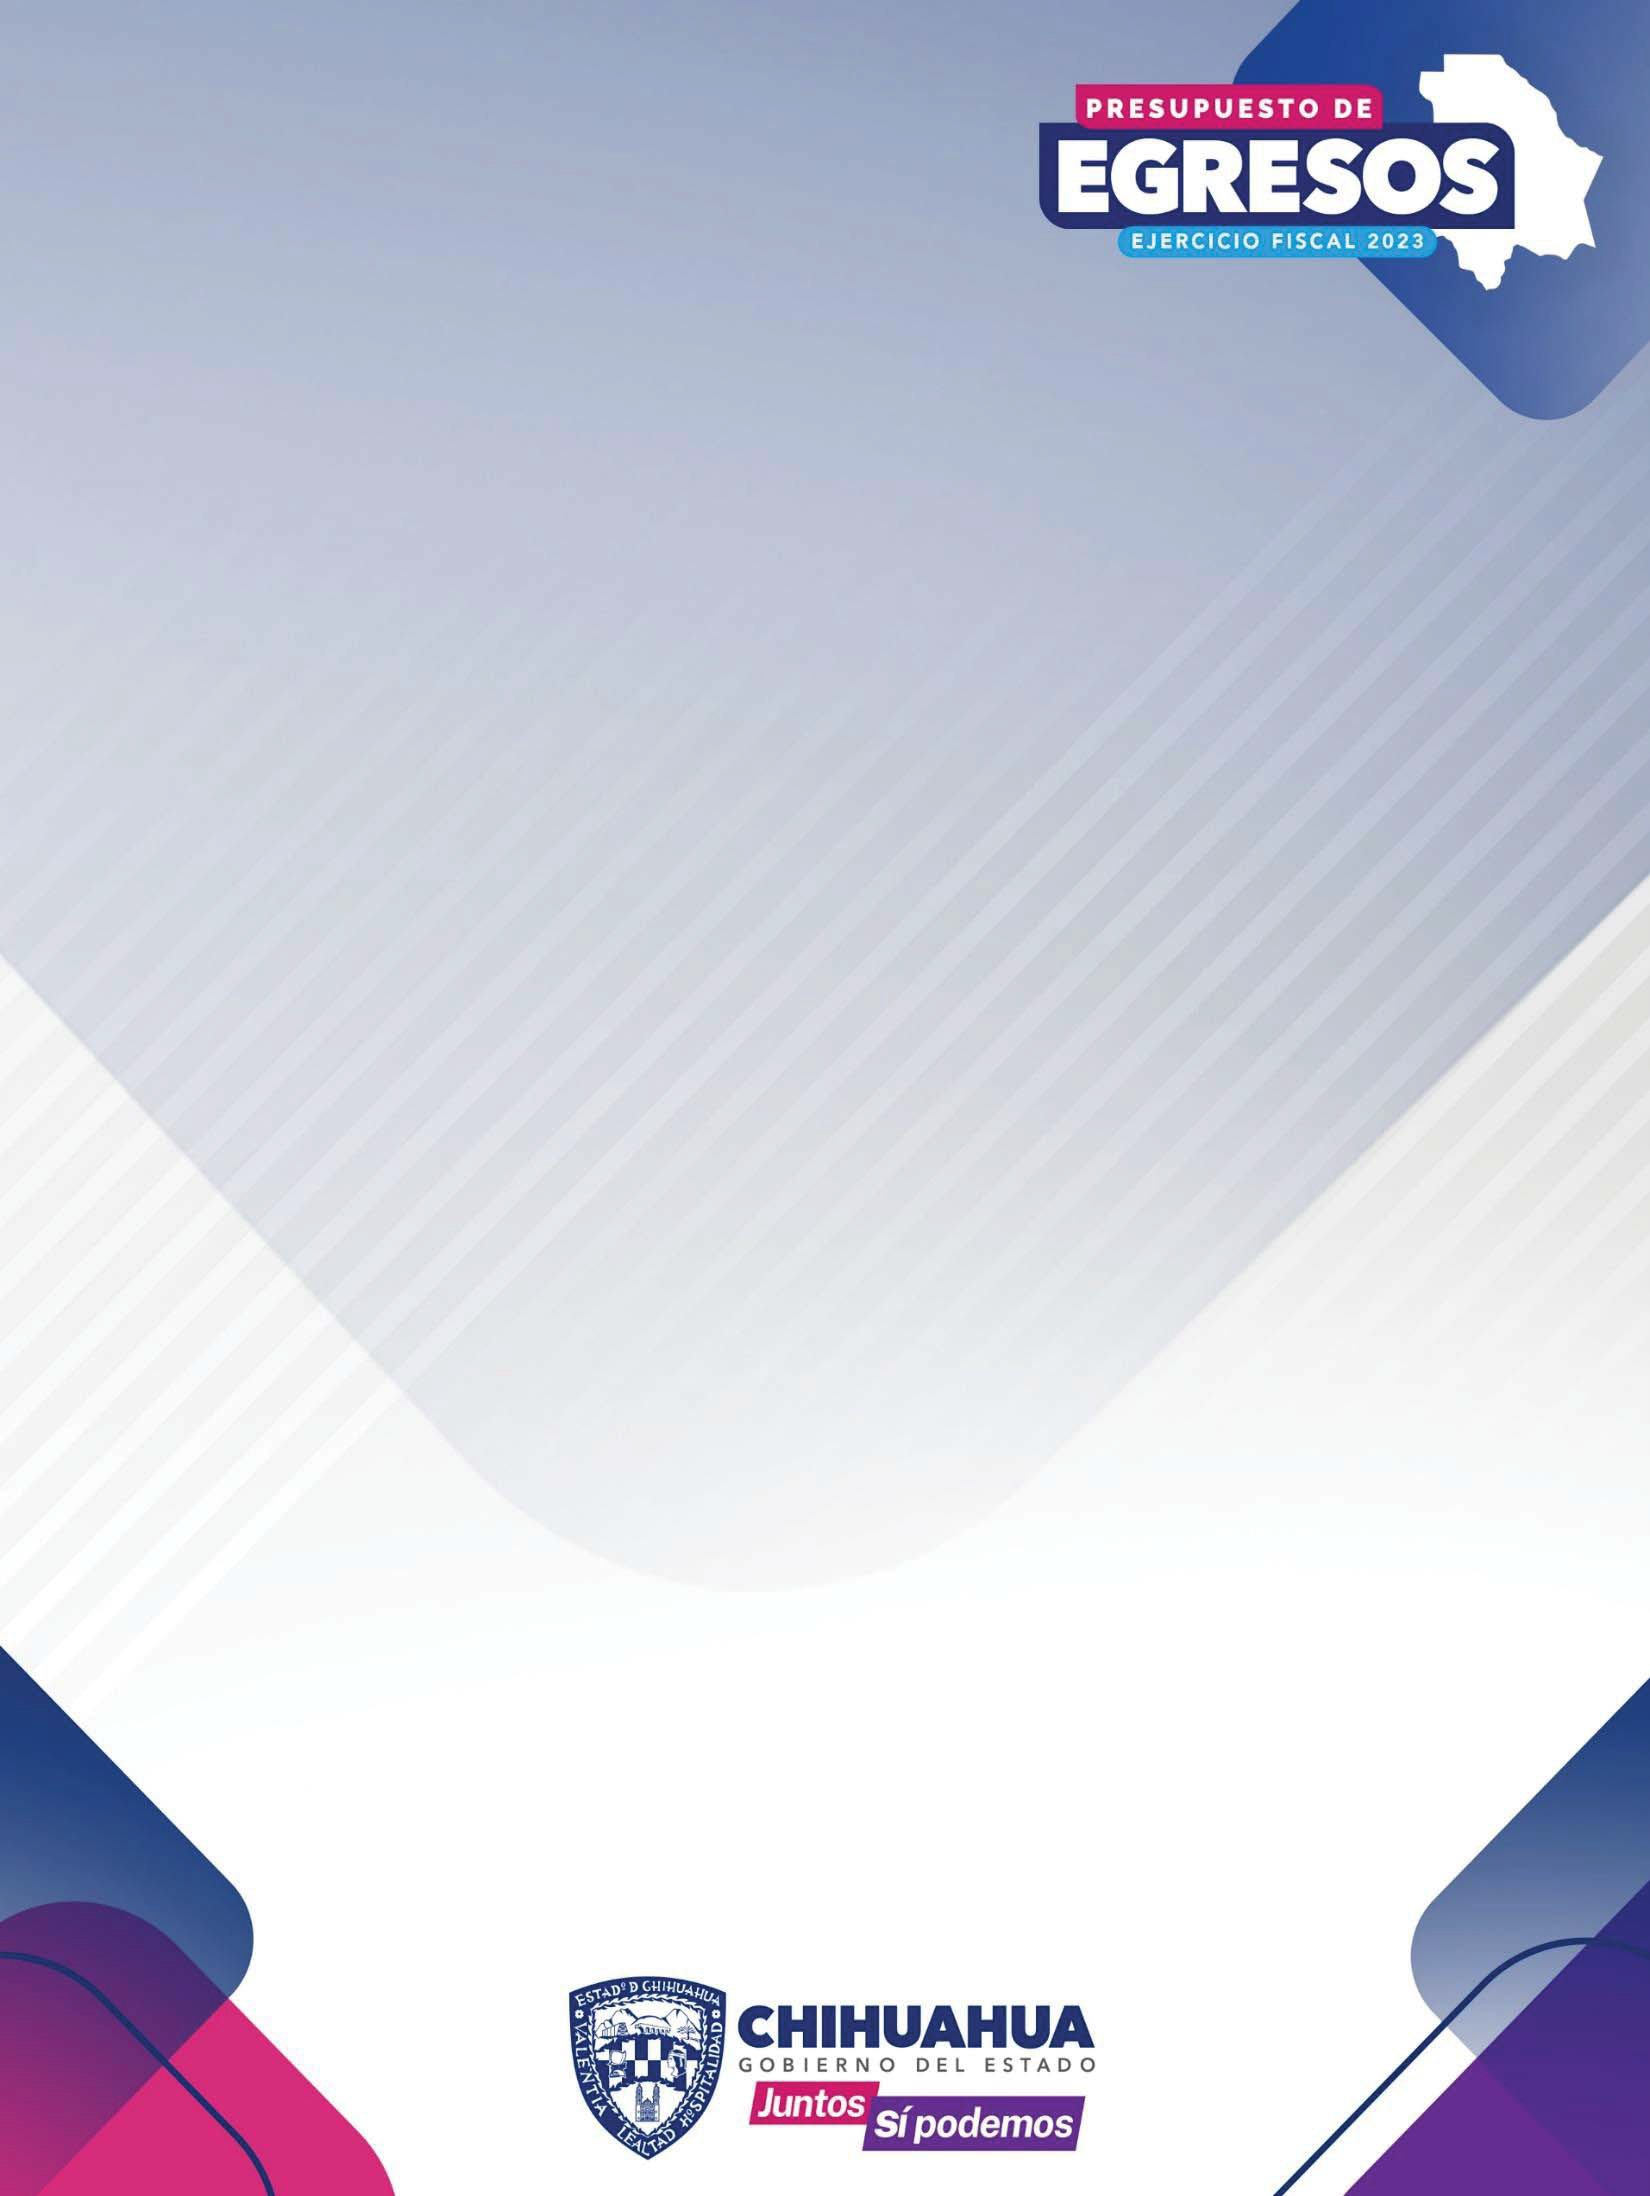 PRESUPUESTO DE
EGRESOS
EJERCICIO FISCAL 2023
ESTADº D CHIHUAHUA
VALENTIA
LEALTAD
HºSPITALIDAD
CHIHUAHUA
GOBIERNO DEL ESTADO
Juntos
Sí podemos